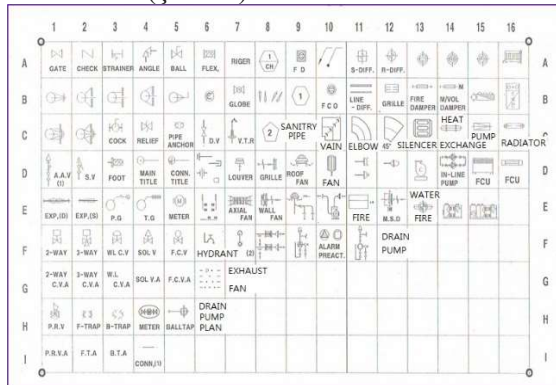 1 2 3 4 5 6 7 8 9 10 11 12 13 14 15 16
A GATE CHECK STRAINER ANGLE BALL FLEX. RIGER 1 CH F D S-DIFF. R-DIFF. A
B GLOBE 1 F C O LINE - DIFF. GRILLE FIRE DAMPER M/VOL DAMPER B
C COCK RELIEF PIPE ANCHOR D.V V.T.R 2 SANITRY PIPE VAIN ELBOW 45° SILENCER HEAT EXCHANGE PUMP RADIATOR C
D A.A.V (1) S.V FOOT MAIN TITLE CONN. TITLE LOUVER GRILLE ROOF FAN FAN IN-LINE PUMP FCU FCU D
E EXP,(D) EXP,(S) P.G T.G METER AXIAL FAN WALL FAN FIRE M.S.D WATER FIRE E
F 2-WAY 3-WAY WL C.V SOL V F.C.V HYDRANT (2) ALARM PREACT. DRAIN PUMP F
G 2-WAY C.V.A 3-WAY C.V.A W.L C.V.A SOL V.A F.C.V.A EXHAUST FAN G
H P.R.V F-TRAP B-TRAP METER BALLTAP DRAIN PUMP PLAN H
I P.R.V.A F.T.A B.T.A CONN,(1) I